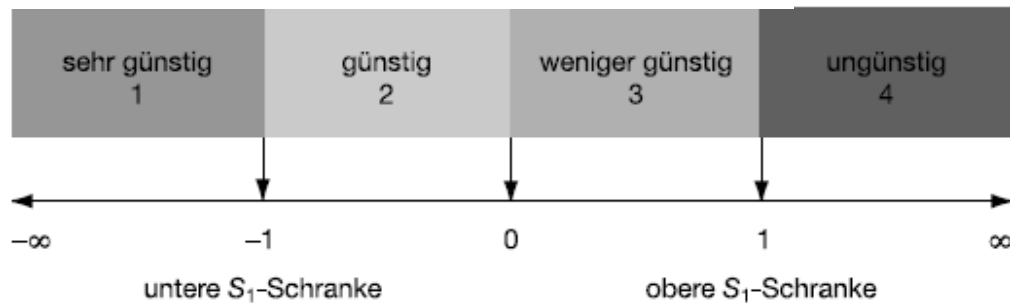 sehr günstig günstig weniger günstig ungünstig
1 2 3 4
–∞ –1 0 1 ∞
untere S₁-Schranke obere S₁-Schranke